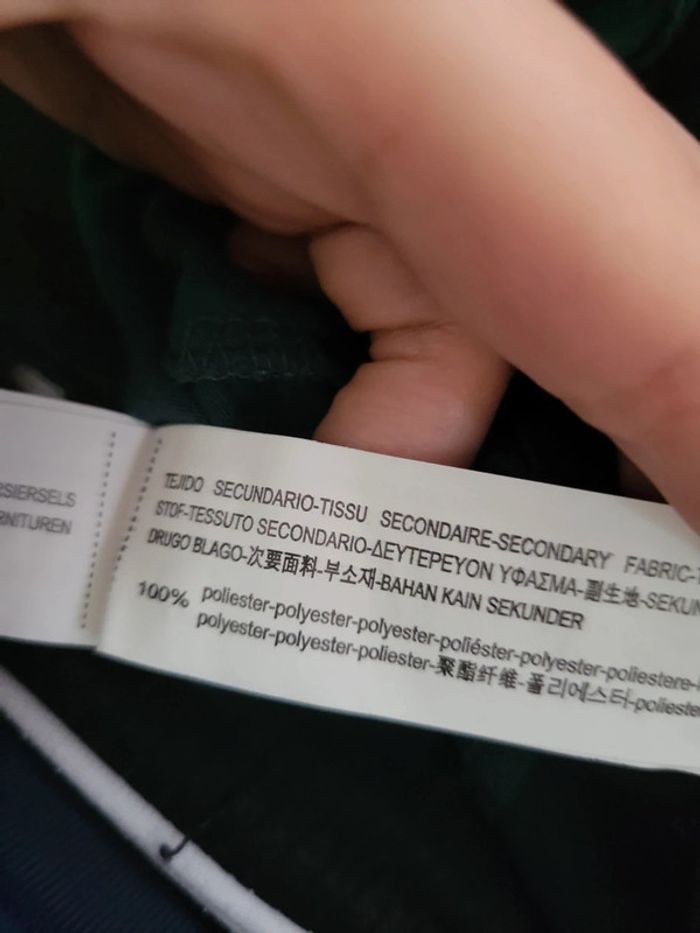 RSIERSELS
RNITUREN
TEJIDO SECUNDARIO-TISSU SECONDAIRE-SECONDARY FABRIC-
STOF-TESSUTO SECONDARIO-ΔΕΥΤΕΡΕΥΟΝ ΥΦΑΣΜΑ-副生地-SEKUN
DRUGO BLAGO-次要面料-부소재-BAHAN KAIN SEKUNDER
100% poliester-polyester-polyester-poliéster-polyester-poliestere-
polyester-polyester-poliester-聚酯纤维-폴리에스터-poliester